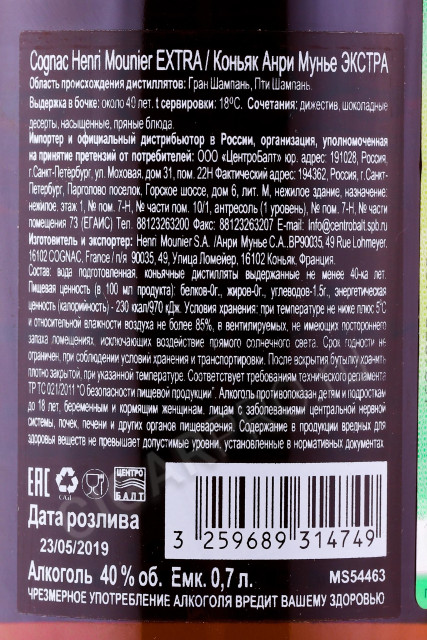 Cognac Henri Mounier EXTRA / Коньяк Анри Мунье ЭКСТРА
Область происхождения дистиллятов: Гран Шампань, Пти Шампань.
Выдержка в бочке: около 40 лет. t сервировки: 18ºС. Сочетания: дижестив, шоколадные
десерты, насыщенные, пряные блюда.
Импортер и официальный дистрибьютор в России, организация, уполномоченная
на принятие претензий от потребителей: ООО «ЦентроБалт» юр. адрес: 191028, Россия,
г.Санкт-Петербург, ул. Моховая, дом 31, пом. 22Н Фактический адрес: 194362, Россия, г.Санкт-
Петербург, Парголово поселок, Горское шоссе, дом 6, лит. М, нежилое здание, назначение:
нежилое, этаж 1, № пом. 7-Н, № части пом. 10/1, антресоль (1 уровень), № пом. 7-Н, № части
помещения 73 (ЕГАИС) Тел. 88123263200 Факс: 88123263207 E-mail: Info@centrobalt.spb.ru
Изготовитель и экспортер: Henri Mounier S.A. /Анри Мунье С.А.,BP90035, 49 Rue Lohmeyer,
16102 COGNAC, France / п/я 90035, 49, Улица Ломейер, 16102 Коньяк, Франция.
Состав: вода подготовленная, коньячные дистилляты выдержанные не менее 40-ка лет.
Пищевая ценность (в 100 мл продукта): белков-0г., жиров-0г., углеводов-1.5г., энергетическая
ценность (калорийность) - 230 ккал/970 кДж. Условия хранения: при температуре не ниже плюс 5°С
и относительной влажности воздуха не более 85%, в вентилируемых, не имеющих постороннего
запаха помещениях, исключающих воздействие прямого солнечного света. Срок годности не
ограничен, при соблюдении условий хранения и транспортировки. После вскрытия бутылку хранить
плотно закрытой, при указанной температуре. Соответствует требованиям технического регламента
ТР ТС 021/2011 "О безопасности пищевой продукции". Алкоголь противопоказан детям и подросткам
до 18 лет, беременным и кормящим женщинам, лицам с заболеваниями центральной нервной
системы, почек, печени и других органов пищеварения. Содержание в продукции вредных для
здоровья веществ не превышает допустимые уровни, установленные в нормативных документах.
ЕАС C/GL ЦЕНТРО БАЛТ
Дата розлива
23/05/2019
3 259689 314749
Алкоголь 40 % об. Емк. 0,7 л. MS54463
ЧРЕЗМЕРНОЕ УПОТРЕБЛЕНИЕ АЛКОГОЛЯ ВРЕДИТ ВАШЕМУ ЗДОРОВЬЮ